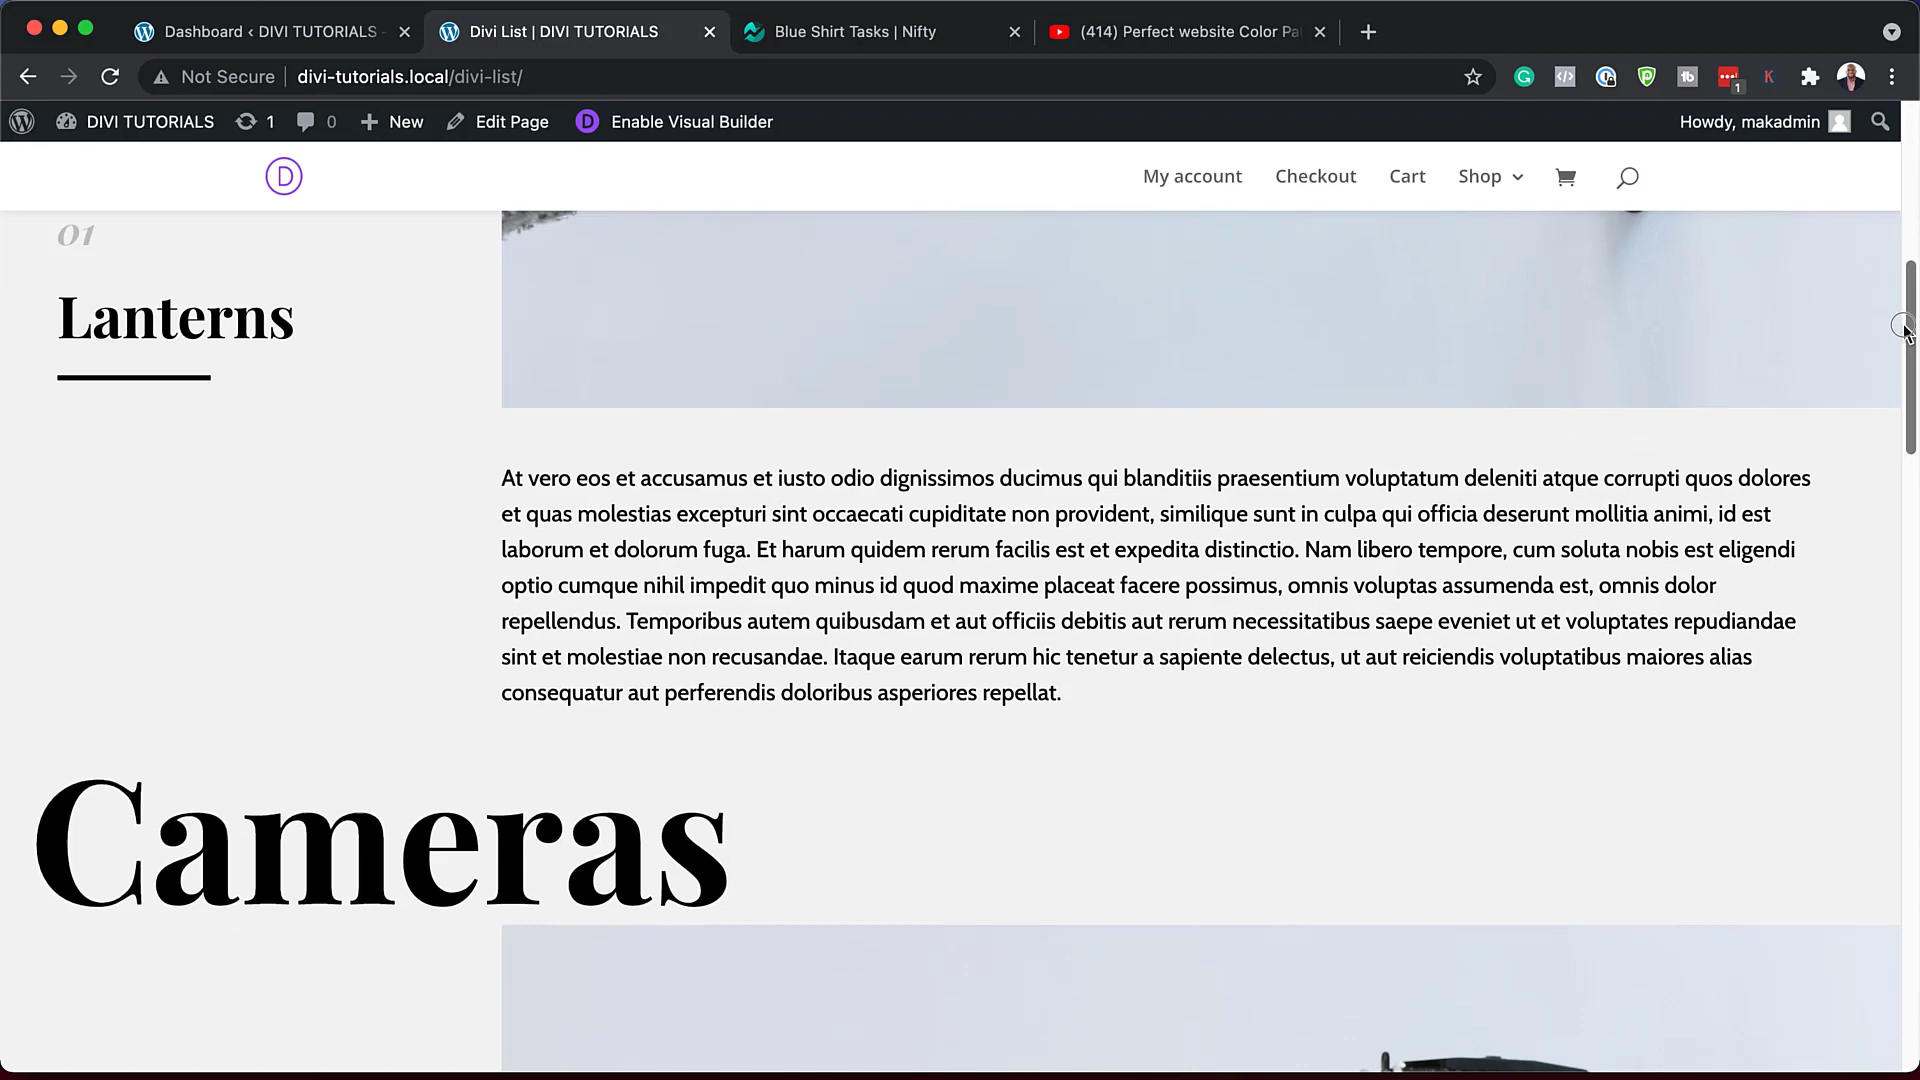 Dashboard ‹ DIVI TUTORIALS -
Divi List | DIVI TUTORIALS
Blue Shirt Tasks | Nifty
(414) Perfect website Color Pa
Not Secure
divi-tutorials.local/divi-list/
1
DIVI TUTORIALS
1
0
New
Edit Page
D
Enable Visual Builder
Howdy, makadmin
D
My account
Checkout
Cart
Shop
01
Lanterns
At vero eos et accusamus et iusto odio dignissimos ducimus qui blanditiis praesentium voluptatum deleniti atque corrupti quos dolores
et quas molestias excepturi sint occaecati cupiditate non provident, similique sunt in culpa qui officia deserunt mollitia animi, id est
laborum et dolorum fuga. Et harum quidem rerum facilis est et expedita distinctio. Nam libero tempore, cum soluta nobis est eligendi
optio cumque nihil impedit quo minus id quod maxime placeat facere possimus, omnis voluptas assumenda est, omnis dolor
repellendus. Temporibus autem quibusdam et aut officiis debitis aut rerum necessitatibus saepe eveniet ut et voluptates repudiandae
sint et molestiae non recusandae. Itaque earum rerum hic tenetur a sapiente delectus, ut aut reiciendis voluptatibus maiores alias
consequatur aut perferendis doloribus asperiores repellat.
Cameras